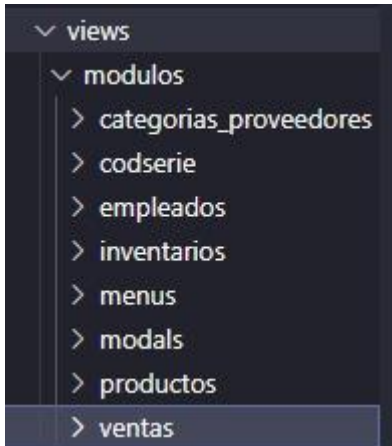 views
modulos
categorias_proveedores
codserie
empleados
inventarios
menus
modals
productos
ventas